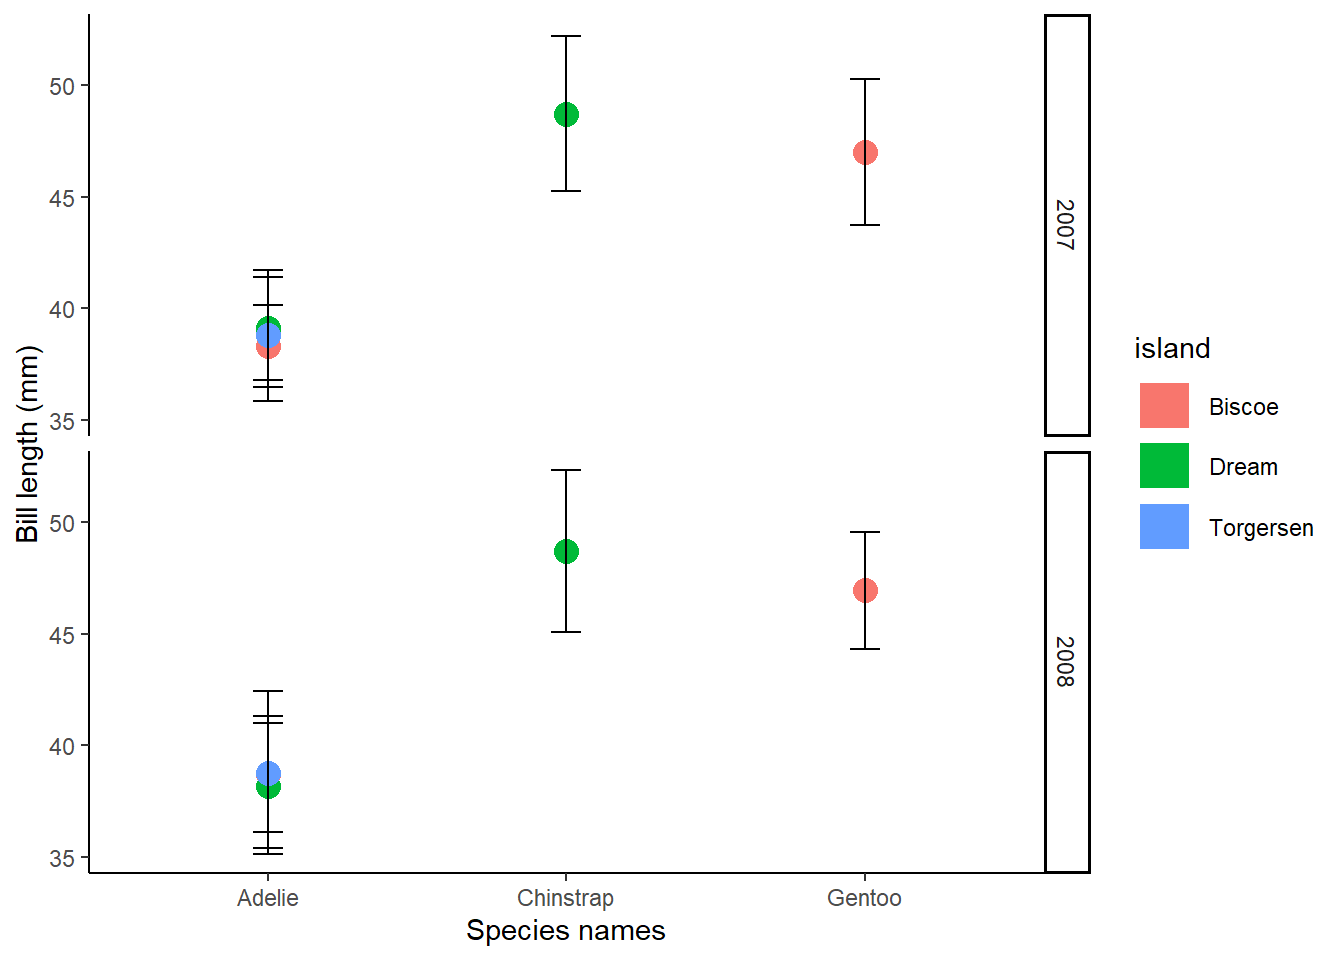 50
45
40
35
2007
50
45
40
35
2008
Bill length (mm)
Adelie
Chinstrap
Gentoo
Species names
island
Biscoe
Dream
Torgersen